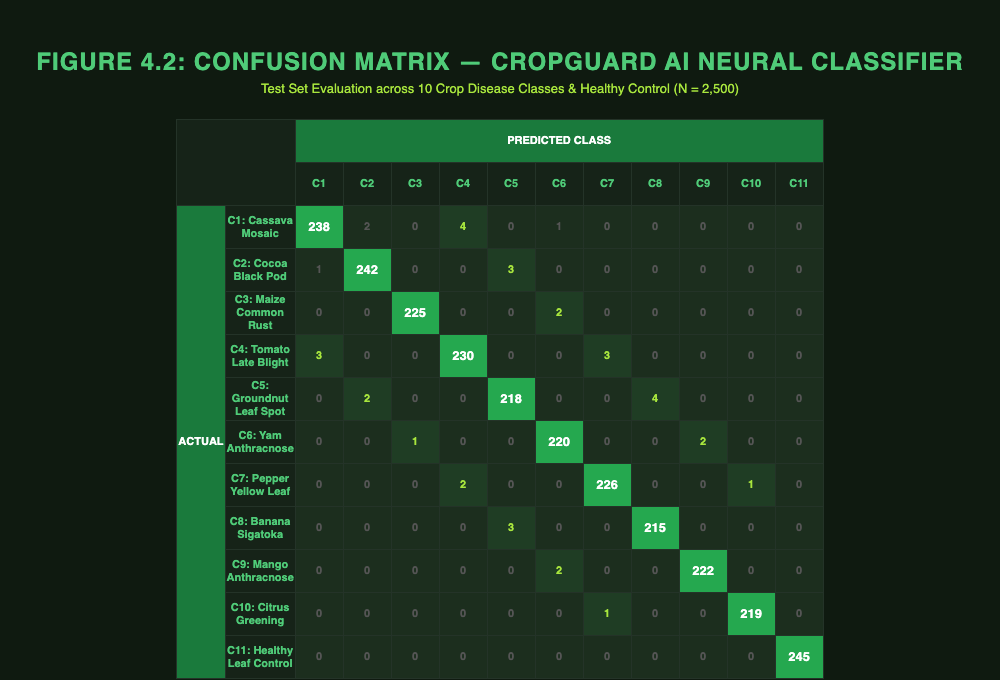 FIGURE 4.2: CONFUSION MATRIX — CROPGUARD AI NEURAL CLASSIFIER
Test Set Evaluation across 10 Crop Disease Classes & Healthy Control (N = 2,500)
PREDICTED CLASS
C1 C2 C3 C4 C5 C6 C7 C8 C9 C10 C11
ACTUAL
C1: Cassava
Mosaic
238 2 0 4 0 1 0 0 0 0 0
C2: Cocoa
Black Pod
1 242 0 0 3 0 0 0 0 0 0
C3: Maize
Common
Rust
0 0 225 0 0 2 0 0 0 0 0
C4: Tomato
Late Blight
3 0 0 230 0 0 3 0 0 0 0
C5:
Groundnut
Leaf Spot
0 2 0 0 218 0 0 4 0 0 0
C6: Yam
Anthracnose
0 0 1 0 0 220 0 0 2 0 0
C7: Pepper
Yellow Leaf
0 0 0 2 0 0 226 0 0 1 0
C8: Banana
Sigatoka
0 0 0 0 3 0 0 215 0 0 0
C9: Mango
Anthracnose
0 0 0 0 0 2 0 0 222 0 0
C10: Citrus
Greening
0 0 0 0 0 0 1 0 0 219 0
C11: Healthy
Leaf Control
0 0 0 0 0 0 0 0 0 0 245